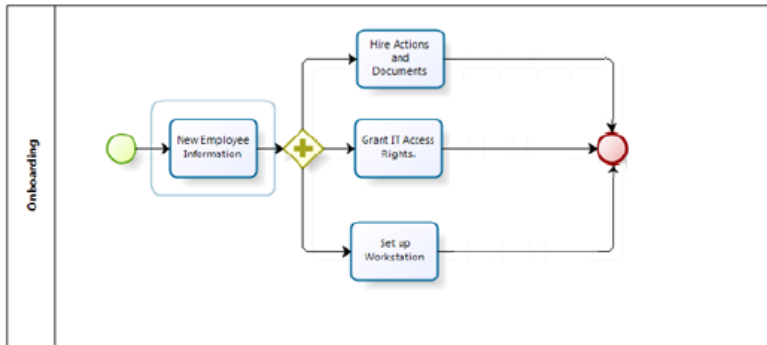 Onboarding
New Employee
Information
Hire Actions
and
Documents
Grant IT Access
Rights.
Set up
Workstation